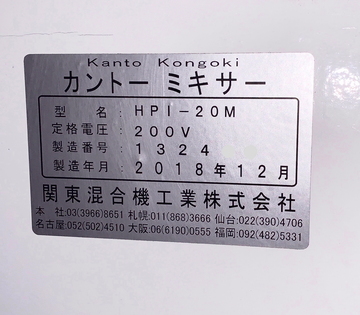 Kanto Kongoki
カントーミキサー
型名:HPI-20M
定格電圧:200V
製造番号:1324
製造年月:2018年12月
関東混合機工業株式会社
本社:03(3966)8651 札幌:011(868)3666 仙台:022(390)4706
名古屋:052(502)4510 大阪:06(6190)0555 福岡:092(482)5331